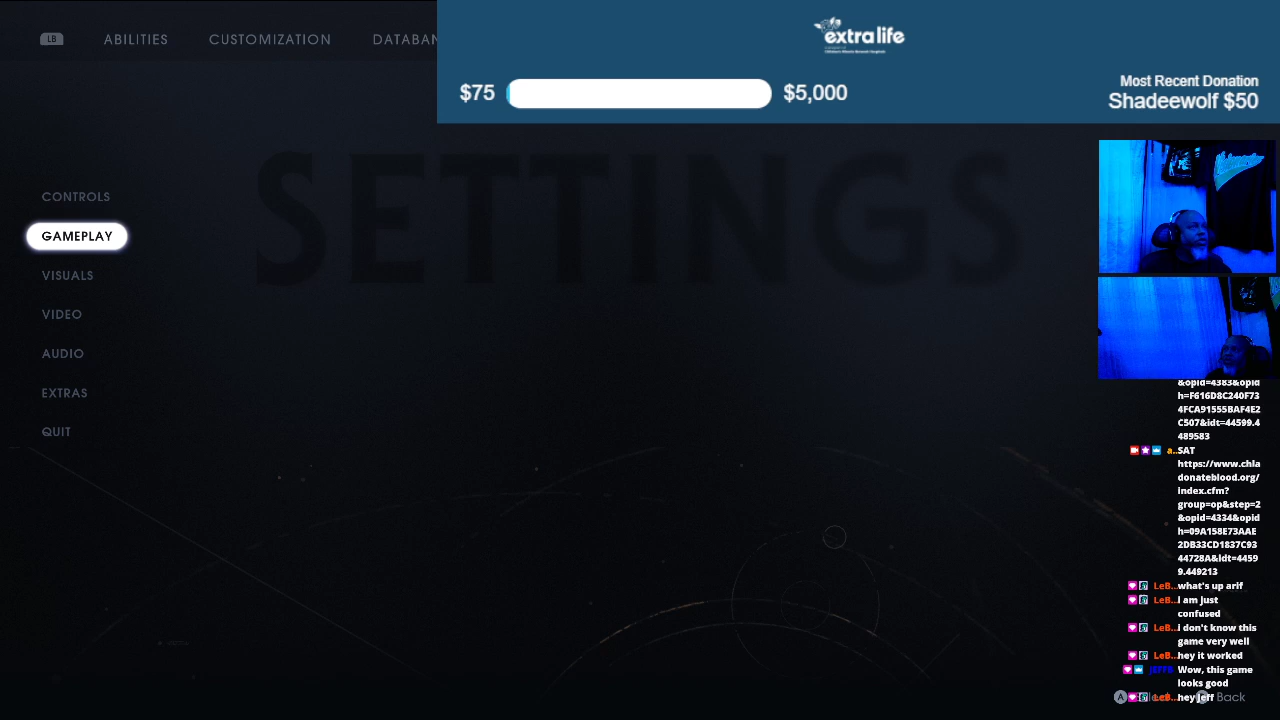 LB ABILITIES CUSTOMIZATION DATABAN
extralife
$75 $5,000
Most Recent Donation
Shadeewolf $50
SETTINGS
CONTROLS
GAMEPLAY
VISUALS
VIDEO
AUDIO
EXTRAS
QUIT
&opid=4383&opid
h=F616D8C240F73
4FCA91555BAF4E2
C507&idt=44599.4
489583
a.. SAT
https://www.chla
donateblood.org/
index.cfm?
group=op&step=2
&opid=4334&opid
h=09A158E73AAE
2DB33CD1837C93
44728A&idt=4459
9.449213
LeB... what's up arif
LeB... i am just
confused
LeB... i don't know this
game very well
LeB... hey it worked
JEFFB Wow, this game
looks good
LeB... hey jeff
A Back